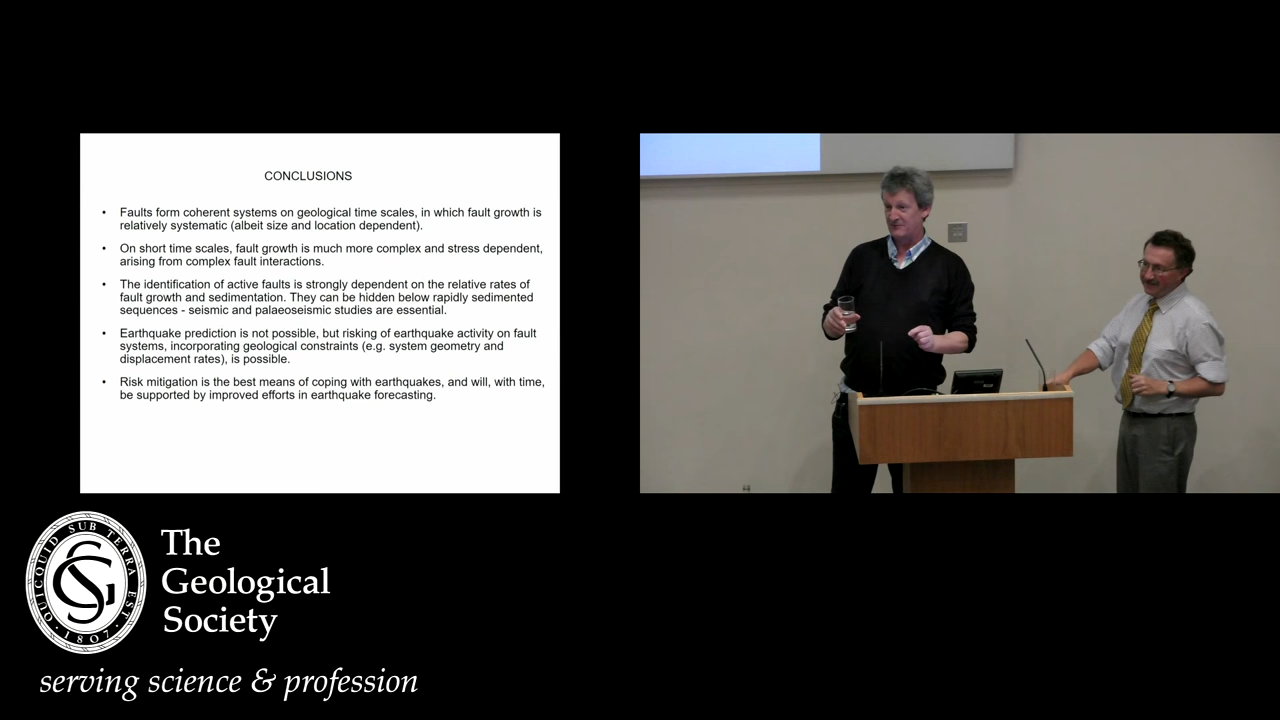 CONCLUSIONS
• Faults form coherent systems on geological time scales, in which fault growth is
relatively systematic (albeit size and location dependent).
• On short time scales, fault growth is much more complex and stress dependent,
arising from complex fault interactions.
• The identification of active faults is strongly dependent on the relative rates of
fault growth and sedimentation. They can be hidden below rapidly sedimented
sequences - seismic and palaeoseismic studies are essential.
• Earthquake prediction is not possible, but risking of earthquake activity on fault
systems, incorporating geological constraints (e.g. system geometry and
displacement rates), is possible.
• Risk mitigation is the best means of coping with earthquakes, and will, with time,
be supported by improved efforts in earthquake forecasting.
QUICQUID SUB TERRA EST
· 1807 ·
GS
The
Geological
Society
serving science & profession